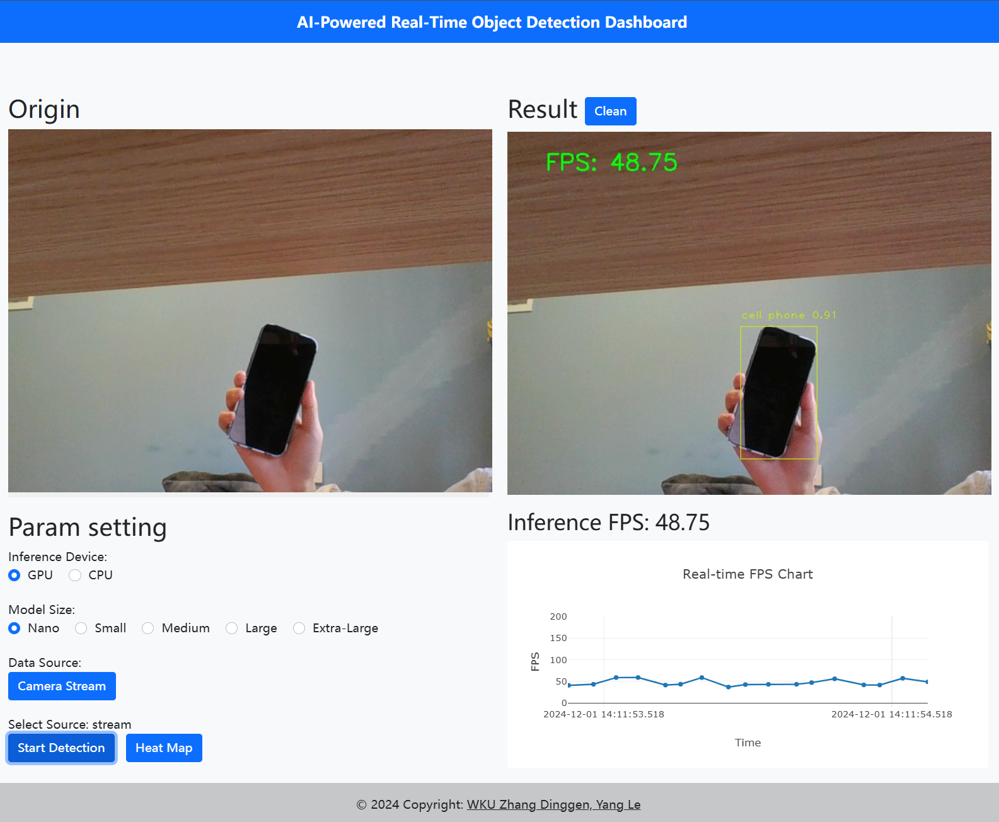 AI-Powered Real-Time Object Detection Dashboard
Origin
Result
Clean
FPS: 48.75
cell phone 0.91
Param setting
Inference Device:
GPU CPU
Model Size:
Nano Small Medium Large Extra-Large
Data Source:
Camera Stream
Select Source: stream
Start Detection
Heat Map
Inference FPS: 48.75
Real-time FPS Chart
200
150
100
50
0
FPS
2024-12-01 14:11:53.518
2024-12-01 14:11:54.518
Time
© 2024 Copyright: WKU Zhang Dinggen, Yang Le